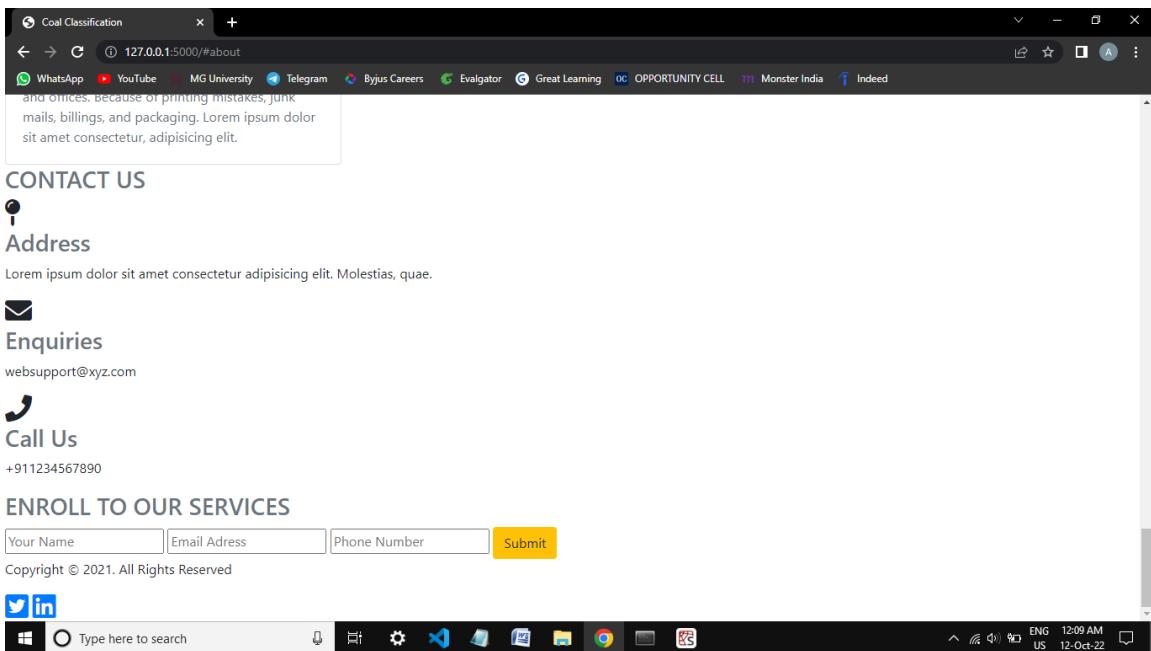 Coal Classification
127.0.0.1:5000/#about
A
WhatsApp YouTube MG University Telegram Byjus Careers Evalgator Great Learning OC OPPORTUNITY CELL Monster India Indeed
and offices. Because of printing mistakes, junk
mails, billings, and packaging. Lorem ipsum dolor
sit amet consectetur, adipisicing elit.
CONTACT US
Address
Lorem ipsum dolor sit amet consectetur adipisicing elit. Molestias, quae.
Enquiries
websupport@xyz.com
Call Us
+911234567890
ENROLL TO OUR SERVICES
Your Name Email Adress Phone Number Submit
Copyright © 2021. All Rights Reserved
in
Type here to search
ENG 12:09 AM
US 12-Oct-22